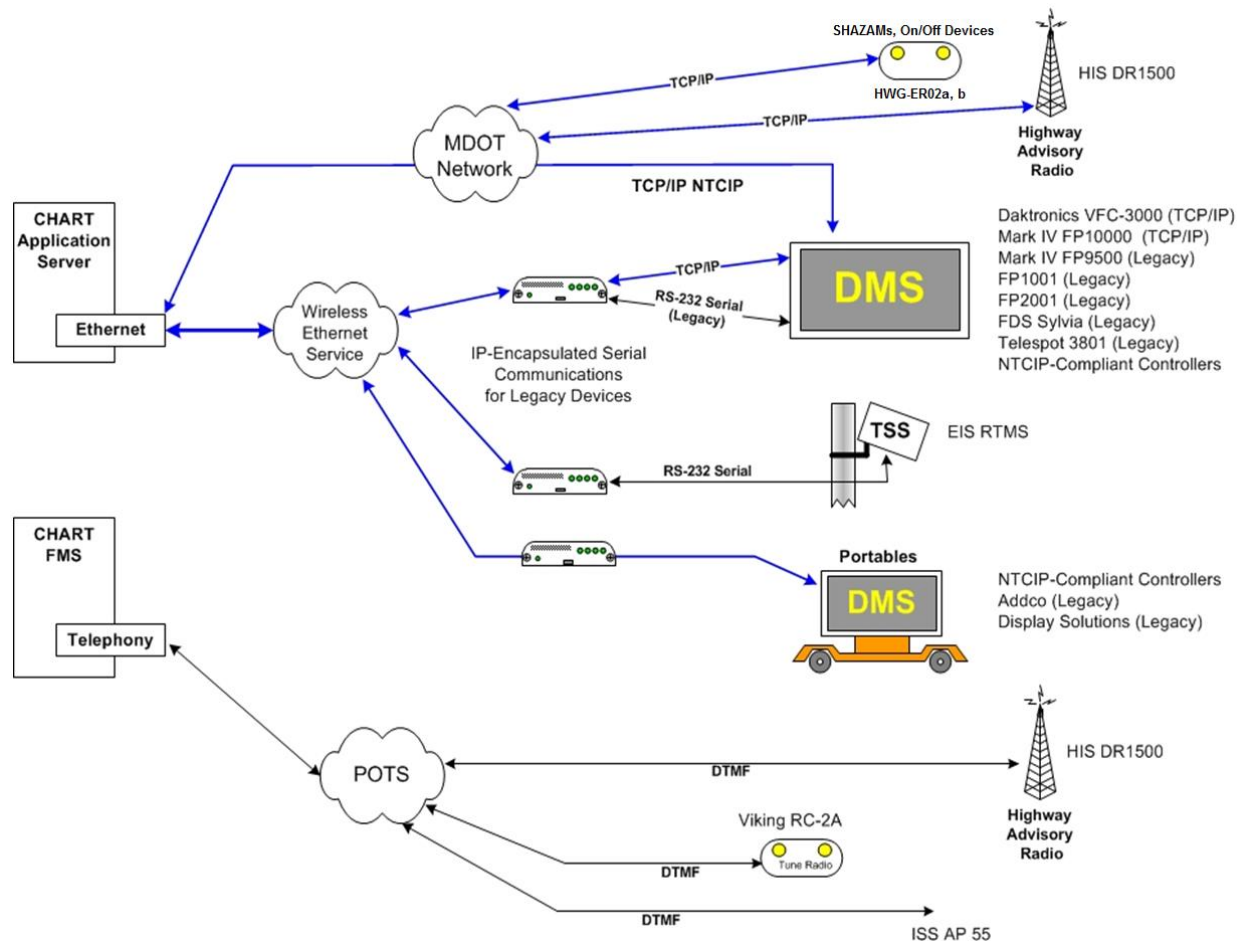 SHAZAMs, On/Off Devices
HWG-ER02a, b
TCP/IP
HIS DR1500
TCP/IP
Highway
Advisory
Radio
MDOT
Network
TCP/IP NTCIP
CHART
Application
Server
Ethernet
Wireless
Ethernet
Service
TCP/IP
RS-232 Serial
(Legacy)
DMS
Daktronics VFC-3000 (TCP/IP)
Mark IV FP10000 (TCP/IP)
Mark IV FP9500 (Legacy)
FP1001 (Legacy)
FP2001 (Legacy)
FDS Sylvia (Legacy)
Telespot 3801 (Legacy)
NTCIP-Compliant Controllers
IP-Encapsulated Serial
Communications
for Legacy Devices
TSS
EIS RTMS
RS-232 Serial
CHART
FMS
Telephony
Portables
DMS
NTCIP-Compliant Controllers
Addco (Legacy)
Display Solutions (Legacy)
POTS
DTMF
HIS DR1500
Highway
Advisory
Radio
Viking RC-2A
Tune Radio
DTMF
DTMF
ISS AP 55